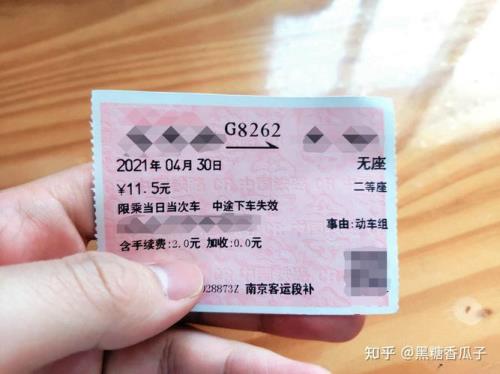 G8262
2021年04月30日 无座
¥11.5元 二等座
限乘当日当次车 中途下车失效
事由:动车组
含手续费:2.0元 加收:0.0元
028873Z 南京客运段补
知乎 @黑糖香瓜子